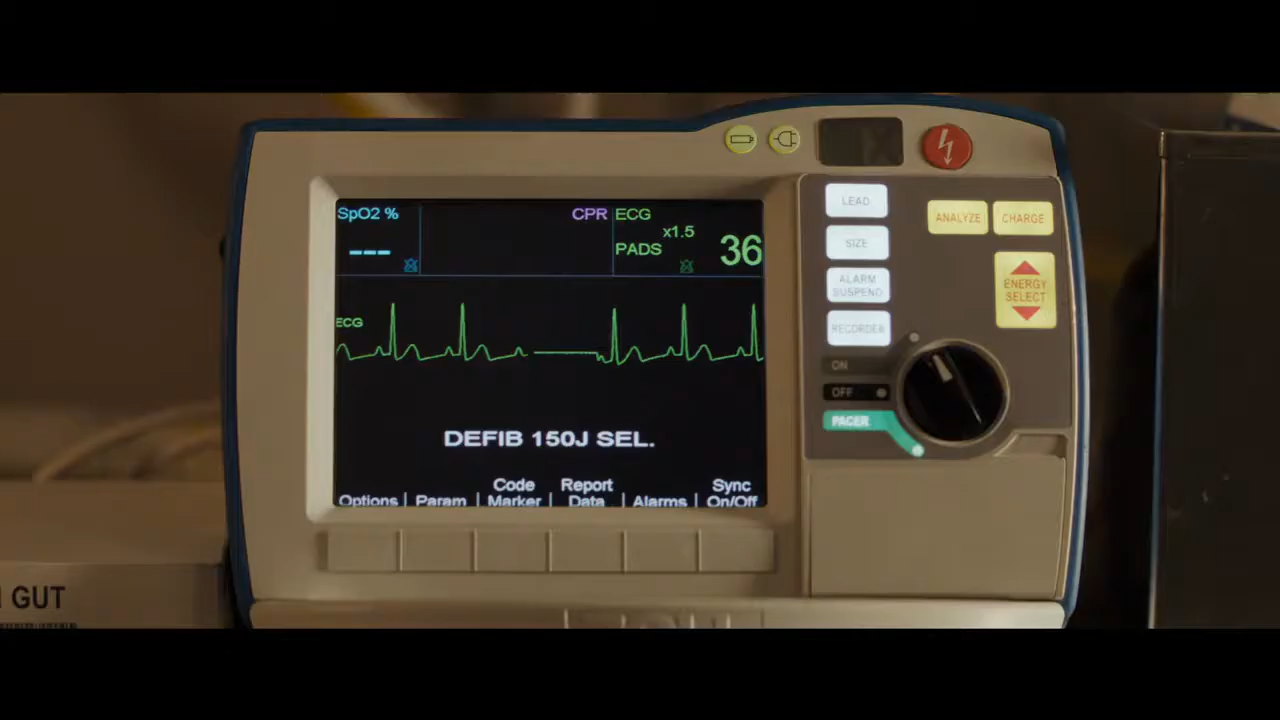 SpO2 %
---
CPR
ECG
x1.5
PADS
36
ECG
DEFIB 150J SEL.
Options
Param
Code
Marker
Report
Data
Alarms
Sync
On/Off
LEAD
SIZE
ALARM
SUSPEND
RECORDER
ANALYZE
CHARGE
ENERGY
SELECT
ON
OFF
PACER
GUT